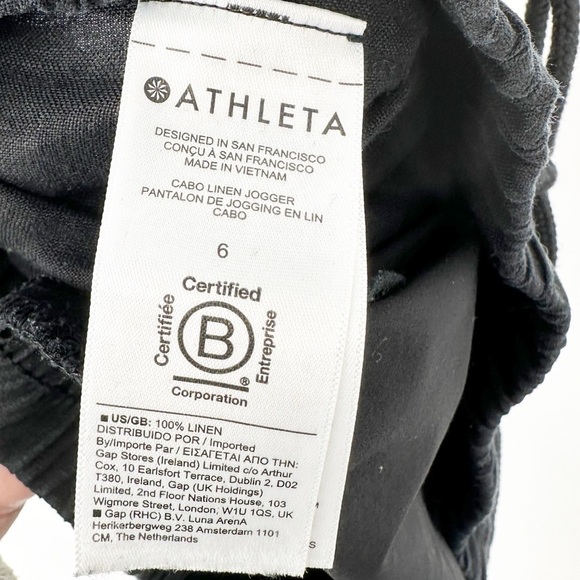 ATHLETA
DESIGNED IN SAN FRANCISCO
CONÇU À SAN FRANCISCO
MADE IN VIETNAM
CABO LINEN JOGGER
PANTALON DE JOGGING EN LIN
CABO
6
Certified
Certifiée
B
®
Entreprise
Corporation
US/GB: 100% LINEN
DISTRIBUIDO POR / Imported
By/Importe Par / ΕΙΣΑΓΕΤΑΙ ΑΠΟ ΤΗΝ:
Gap Stores (Ireland) Limited c/o Arthur
Cox, 10 Earlsfort Terrace, Dublin 2, D02
T380, Ireland, Gap (UK Holdings)
Limited, 2nd Floor Nations House, 103
Wigmore Street, London, W1U 1QS, UK
Gap (RHC) B.V. Luna ArenA
Herikerbergweg 238 Amsterdam 1101
CM, The Netherlands